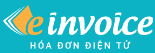 einvoice
HÓA ĐƠN ĐIỆN TỬ